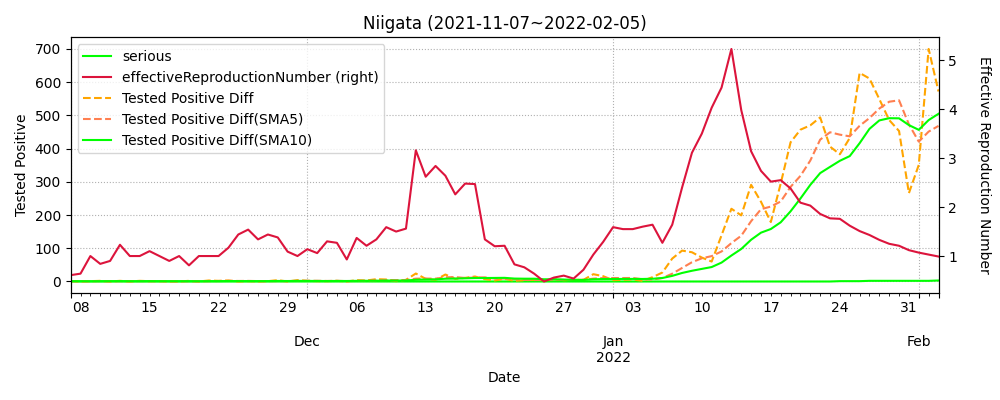 Niigata (2021-11-07~2022-02-05)
serious
effectiveReproductionNumber (right)
Tested Positive Diff
Tested Positive Diff(SMA5)
Tested Positive Diff(SMA10)
Tested Positive
700
600
500
400
300
200
100
0
5
4
3
2
1
Effective Reproduction Number
08 15 22 29 06 13 20 27 03 10 17 24 31
Dec Jan Feb
2022
Date